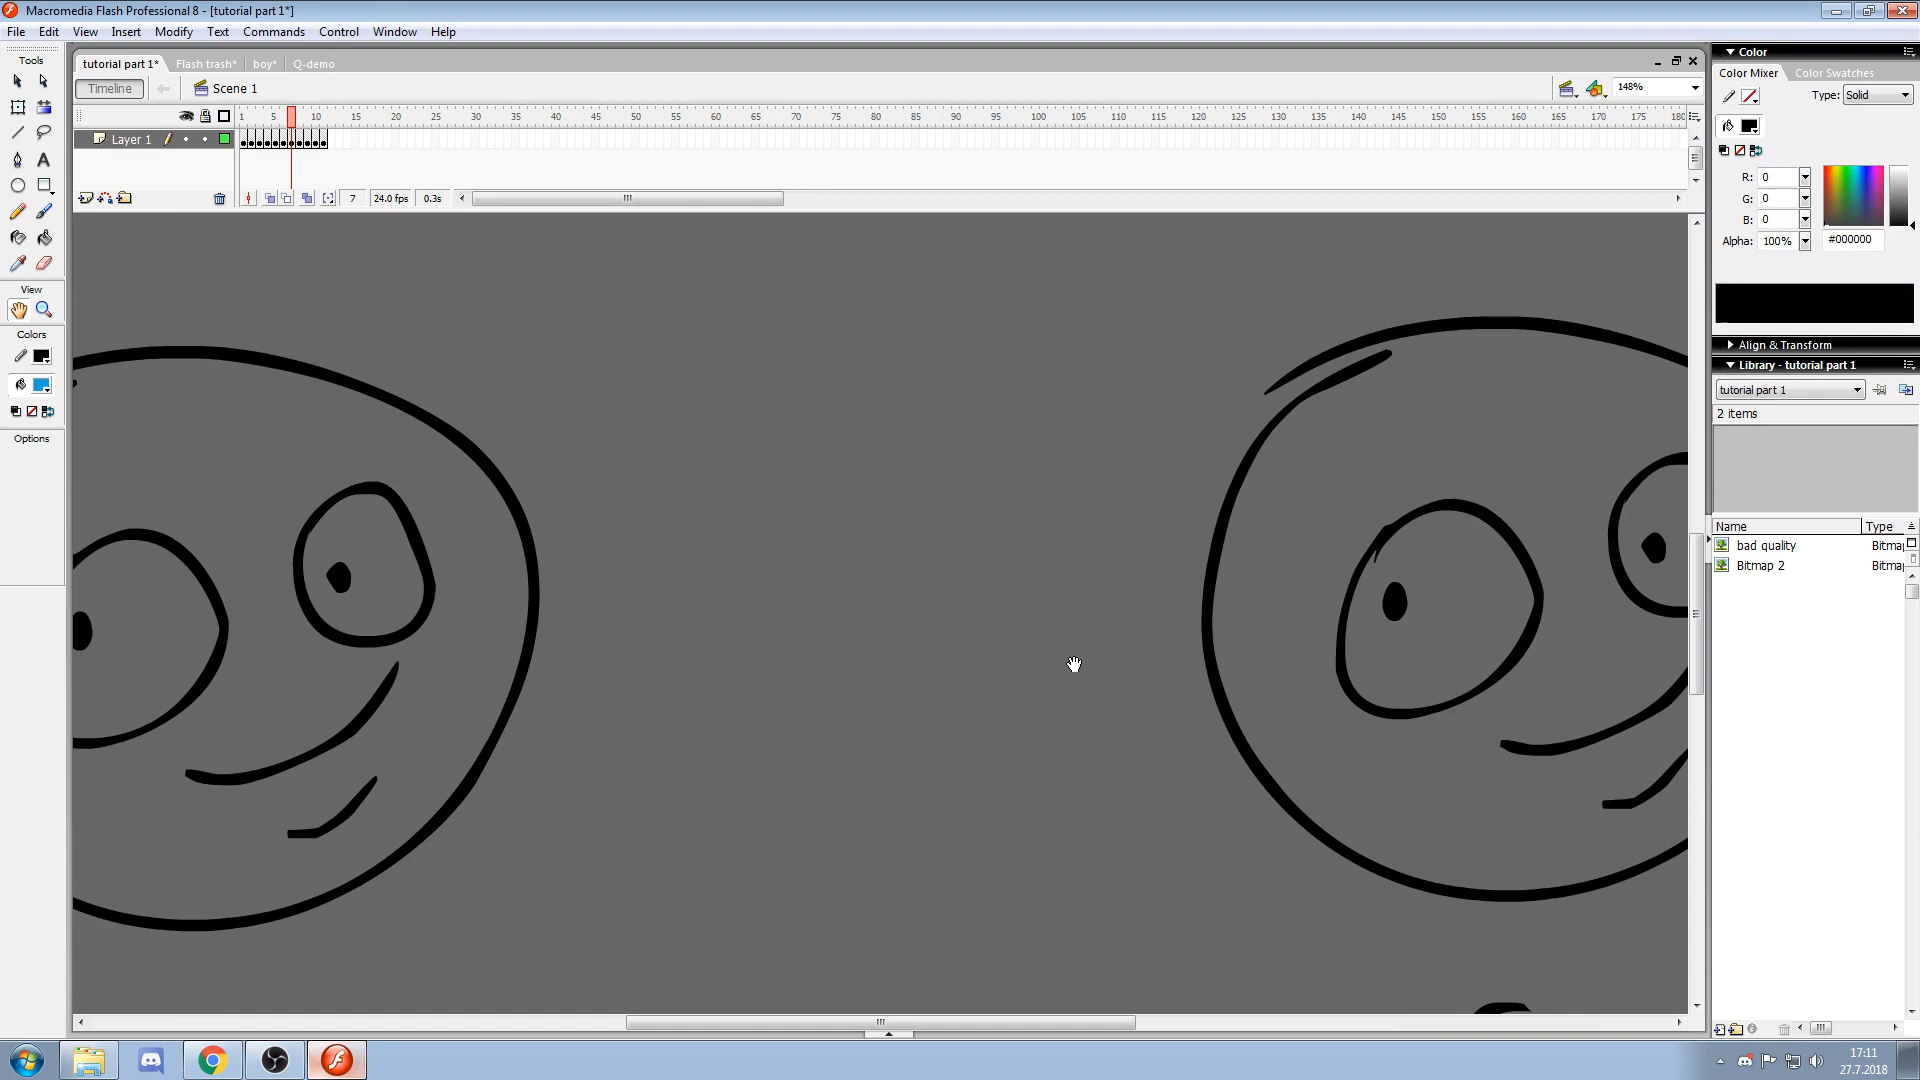 Macromedia Flash Professional 8 - [tutorial part 1*]
File Edit View Insert Modify Text Commands Control Window Help
Tools
View
Colors
Options
tutorial part 1* Flash trash* boy* Q-demo
Timeline Scene 1 148%
1 5 10 15 20 25 30 35 40 45 50 55 60 65 70 75 80 85 90 95 100 105 110 115 120 125 130 135 140 145 150 155 160 165 170 175 180
Layer 1
7 24.0 fps 0.3s
Color
Color Mixer Color Swatches
Type: Solid
R: 0
G: 0
B: 0
Alpha: 100% #000000
Align & Transform
Library - tutorial part 1
tutorial part 1
2 items
Name Type
bad quality Bitma
Bitmap 2 Bitma
17:11
27.7.2018